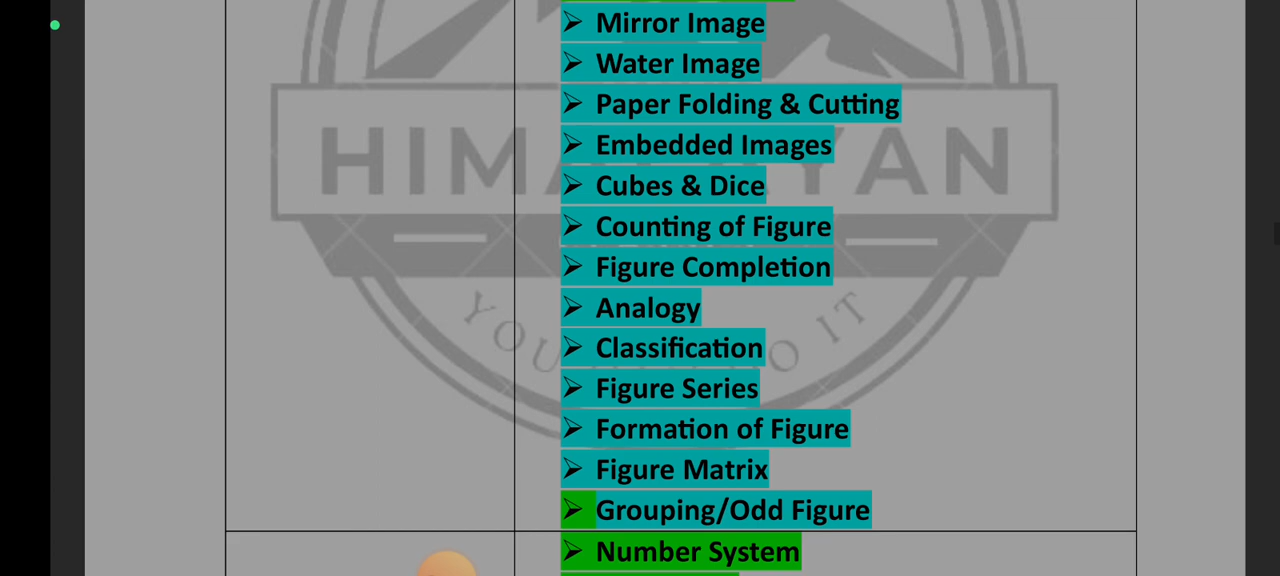 ➢ Mirror Image
➢ Water Image
➢ Paper Folding & Cutting
➢ Embedded Images
➢ Cubes & Dice
➢ Counting of Figure
➢ Figure Completion
➢ Analogy
➢ Classification
➢ Figure Series
➢ Formation of Figure
➢ Figure Matrix
➢ Grouping/Odd Figure
➢ Number System